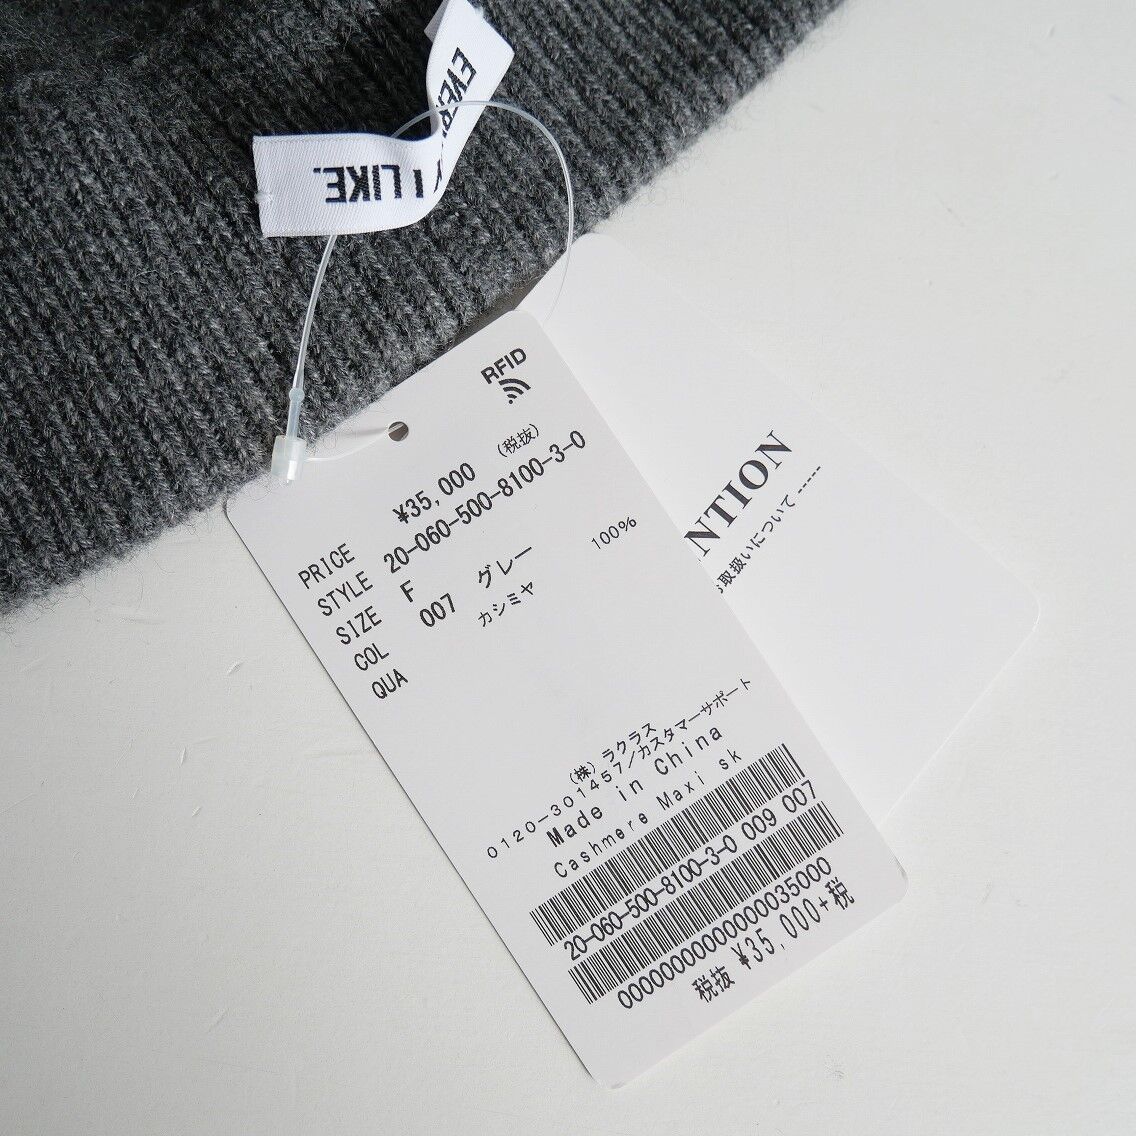 I LIKE.
RFID
PRICE ¥35,000 (税抜)
STYLE 20-060-500-8100-3-0
SIZE F
COL 007 グレー
QUA カシミヤ 100%
(株)ラクラス
0120-301457/カスタマーサポート
Made in China
Cashmere Maxi sk
20-060-500-8100-3-0 009 007
0000000000000035000
税抜 ¥35,000+税
NTION
お取扱いについて -----